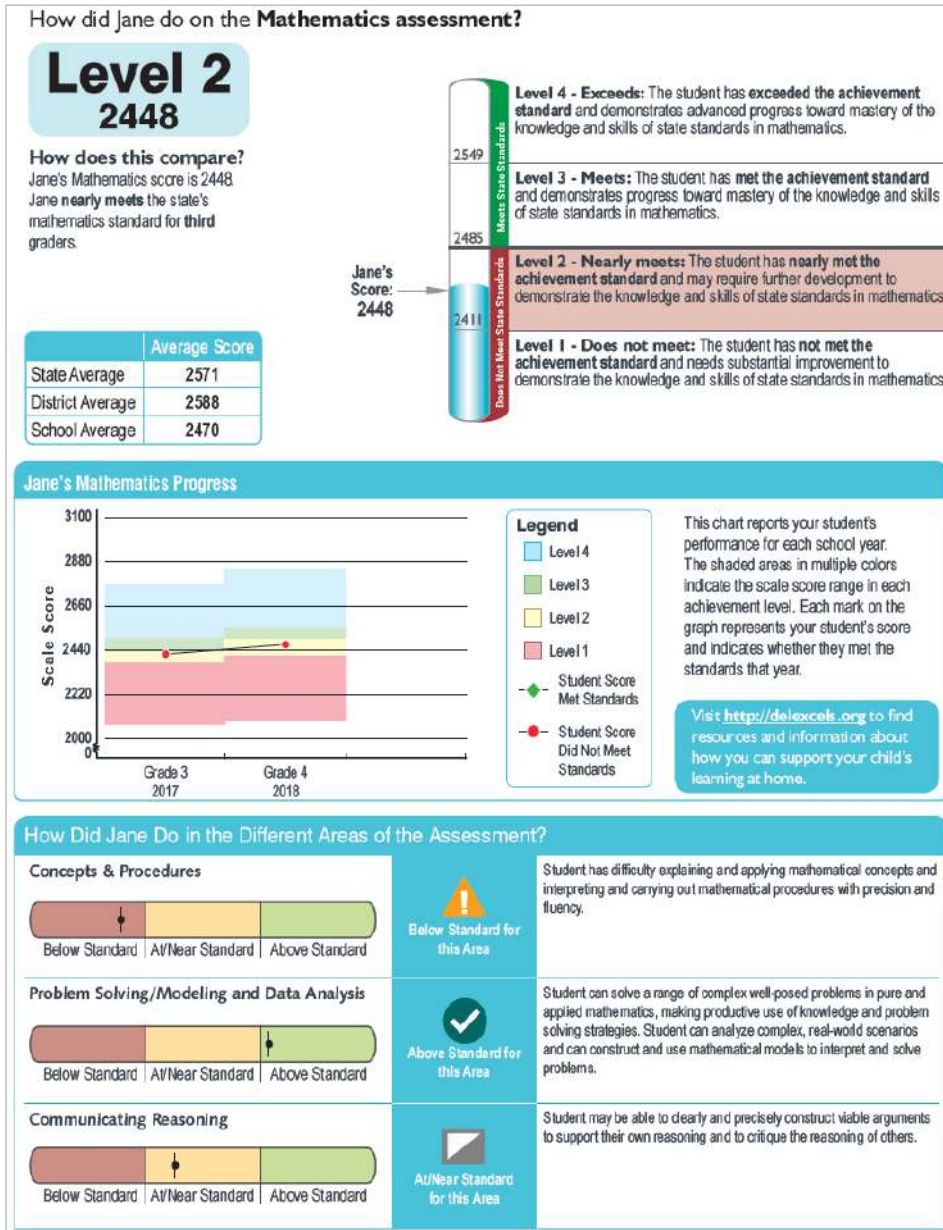 How did Jane do on the Mathematics assessment?
Level 2
2448
How does this compare?
Jane's Mathematics score is 2448.
Jane nearly meets the state's
mathematics standard for third
graders.
Average Score
State Average 2571
District Average 2588
School Average 2470
Jane's
Score:
2448
2549
2485
2411
Meets State Standards
Does Not Meet State Standards
Level 4 - Exceeds: The student has exceeded the achievement
standard and demonstrates advanced progress toward mastery of the
knowledge and skills of state standards in mathematics.
Level 3 - Meets: The student has met the achievement standard
and demonstrates progress toward mastery of the knowledge and skills
of state standards in mathematics.
Level 2 - Nearly meets: The student has nearly met the
achievement standard and may require further development to
demonstrate the knowledge and skills of state standards in mathematics
Level 1 - Does not meet: The student has not met the
achievement standard and needs substantial improvement to
demonstrate the knowledge and skills of state standards in mathematics
Jane's Mathematics Progress
Scale Score
3100
2880
2660
2440
2220
2000
0
Grade 3
2017
Grade 4
2018
Legend
Level 4
Level 3
Level 2
Level 1
Student Score
Met Standards
Student Score
Did Not Meet
Standards
This chart reports your student's
performance for each school year.
The shaded areas in multiple colors
indicate the scale score range in each
achievement level. Each mark on the
graph represents your student's score
and indicates whether they met the
standards that year.
Visit http://delexcels.org to find
resources and information about
how you can support your child's
learning at home.
How Did Jane Do in the Different Areas of the Assessment?
Concepts & Procedures
Below Standard At/Near Standard Above Standard
Below Standard for
this Area
Student has difficulty explaining and applying mathematical concepts and
interpreting and carrying out mathematical procedures with precision and
fluency.
Problem Solving/Modeling and Data Analysis
Below Standard At/Near Standard Above Standard
Above Standard for
this Area
Student can solve a range of complex well-posed problems in pure and
applied mathematics, making productive use of knowledge and problem
solving strategies. Student can analyze complex, real-world scenarios
and can construct and use mathematical models to interpret and solve
problems.
Communicating Reasoning
Below Standard At/Near Standard Above Standard
At/Near Standard
for this Area
Student may be able to clearly and precisely construct viable arguments
to support their own reasoning and to critique the reasoning of others.